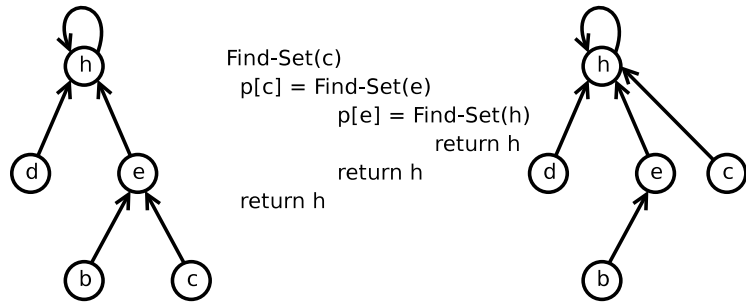 h
d
e
b
c
Find-Set(c)
p[c] = Find-Set(e)
p[e] = Find-Set(h)
return h
return h
return h
h
d
e
c
b